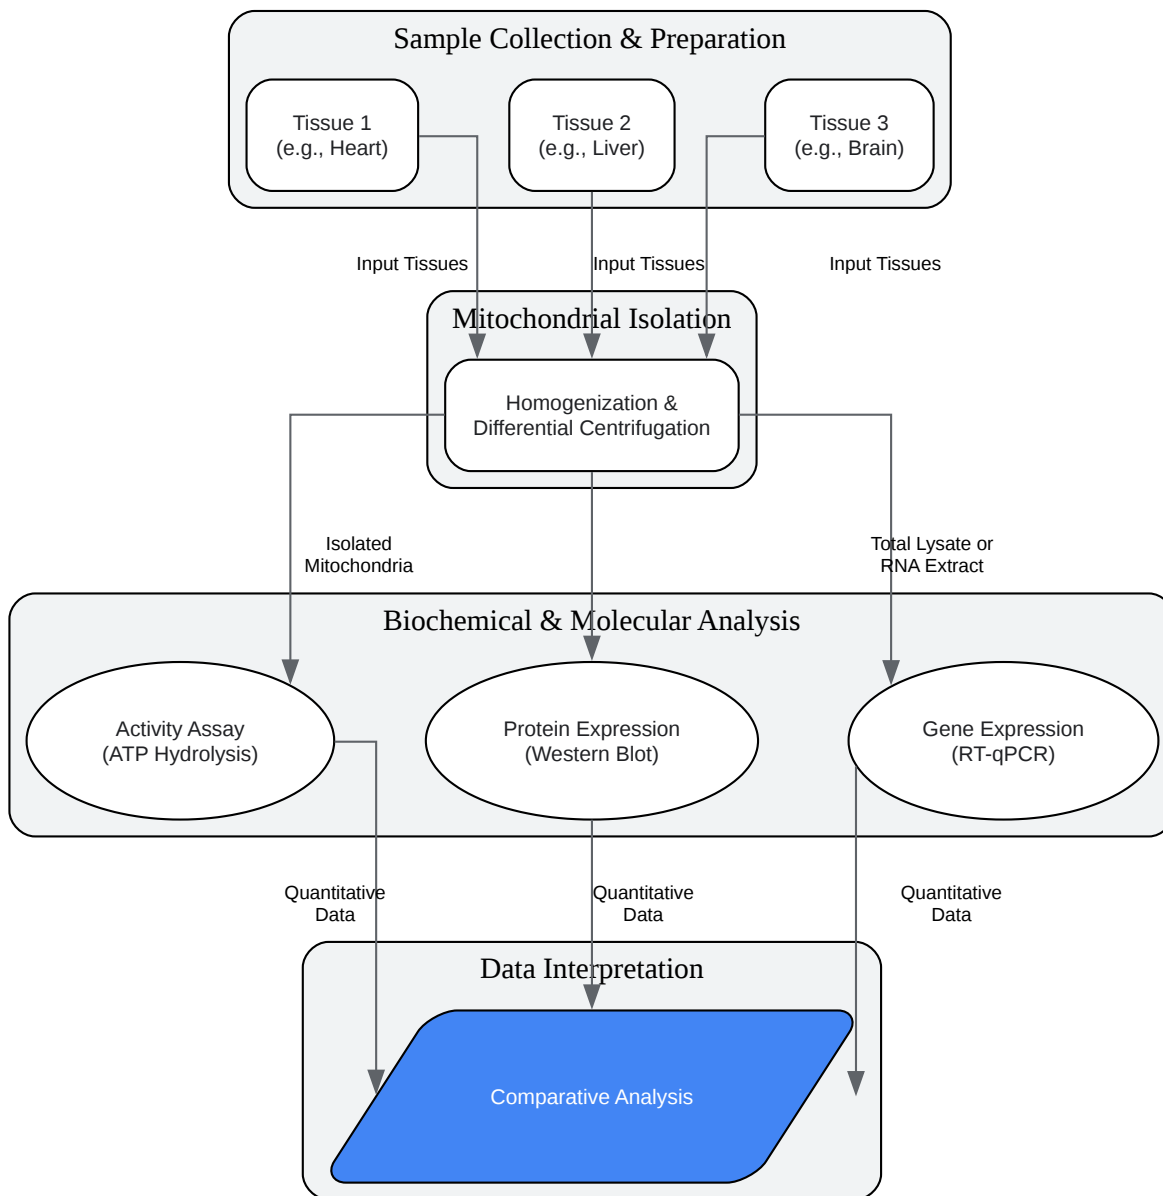 Sample Collection & Preparation
Tissue 1
(e.g., Heart)
Tissue 2
(e.g., Liver)
Tissue 3
(e.g., Brain)
Input Tissues
Input Tissues
Input Tissues
Mitochondrial Isolation
Homogenization &
Differential Centrifugation
Isolated
Mitochondria
Total Lysate or
RNA Extract
Biochemical & Molecular Analysis
Activity Assay
(ATP Hydrolysis)
Protein Expression
(Western Blot)
Gene Expression
(RT-qPCR)
Quantitative
Data
Quantitative
Data
Quantitative
Data
Data Interpretation
Comparative Analysis